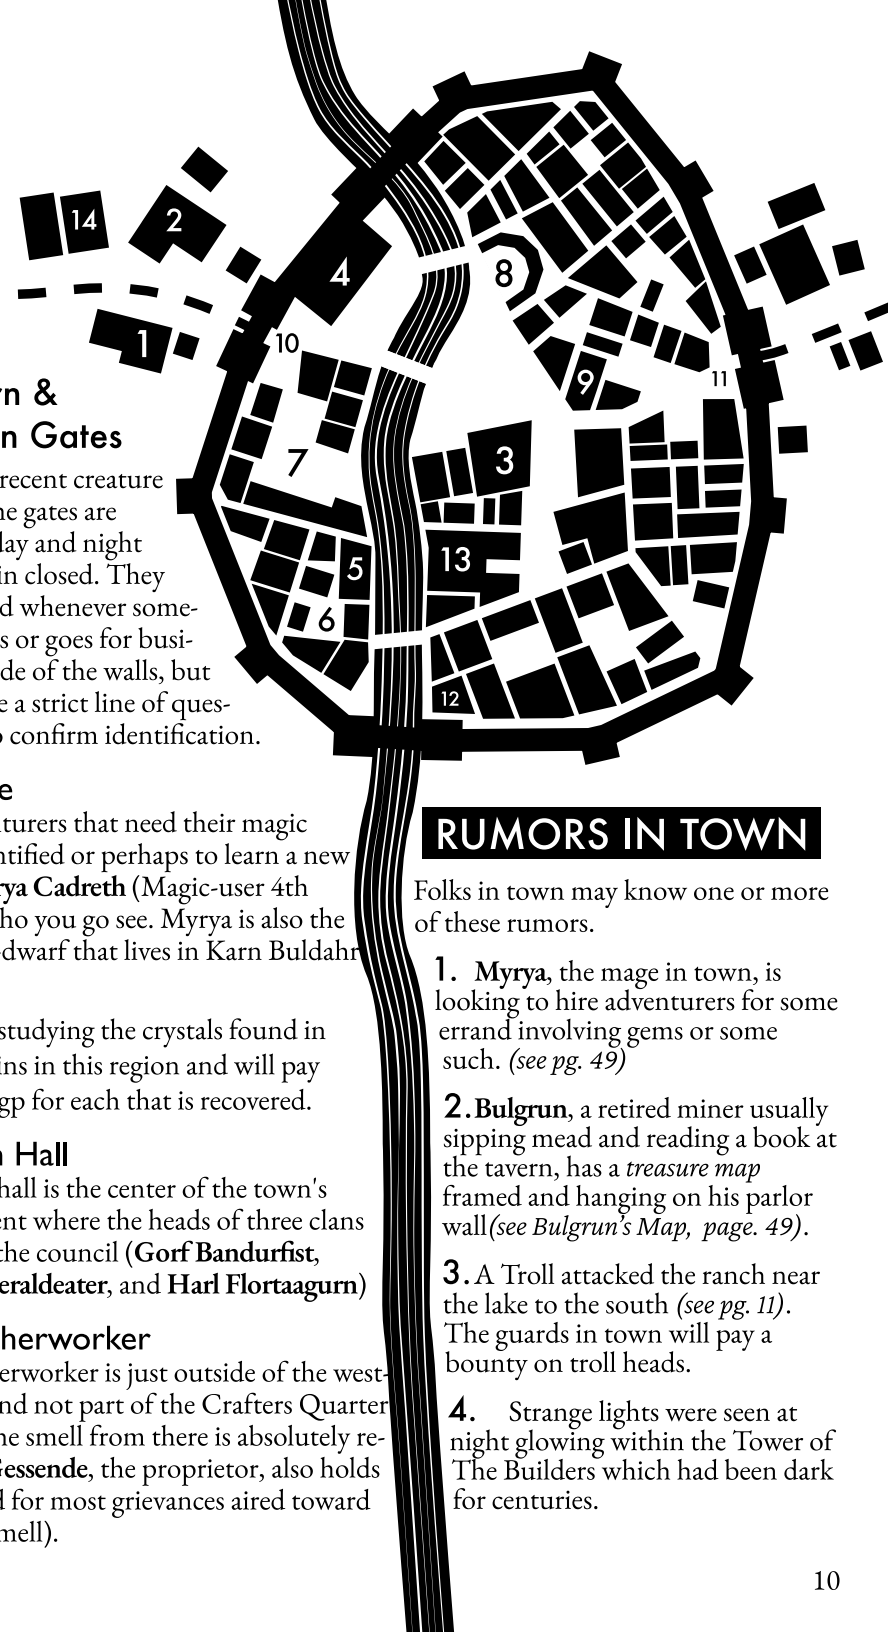 14
2
4
1
10
8
9
11
7
3
13
5
6
12
rn &
n Gates
recent creature
he gates are
day and night
in closed. They
d whenever some-
s or goes for busi-
de of the walls, but
e a strict line of ques-
o confirm identification.
e
turers that need their magic
ntified or perhaps to learn a new
rya Cadreth (Magic-user 4th
ho you go see. Myrya is also the
-dwarf that lives in Karn Buldahr
studying the crystals found in
ins in this region and will pay
gp for each that is recovered.
n Hall
hall is the center of the town's
ent where the heads of three clans
the council (Gorf Bandurfist,
eraldeater, and Harl Flortaagurn)
herworker
erworker is just outside of the west-
nd not part of the Crafters Quarter
he smell from there is absolutely re-
Gessende, the proprietor, also holds
d for most grievances aired toward
mell).
RUMORS IN TOWN
Folks in town may know one or more
of these rumors.
1. Myrya, the mage in town, is
looking to hire adventurers for some
errand involving gems or some
such. (see pg. 49)
2. Bulgrun, a retired miner usually
sipping mead and reading a book at
the tavern, has a treasure map
framed and hanging on his parlor
wall(see Bulgrun's Map, page. 49).
3. A Troll attacked the ranch near
the lake to the south (see pg. 11).
The guards in town will pay a
bounty on troll heads.
4. Strange lights were seen at
night glowing within the Tower of
The Builders which had been dark
for centuries.
10